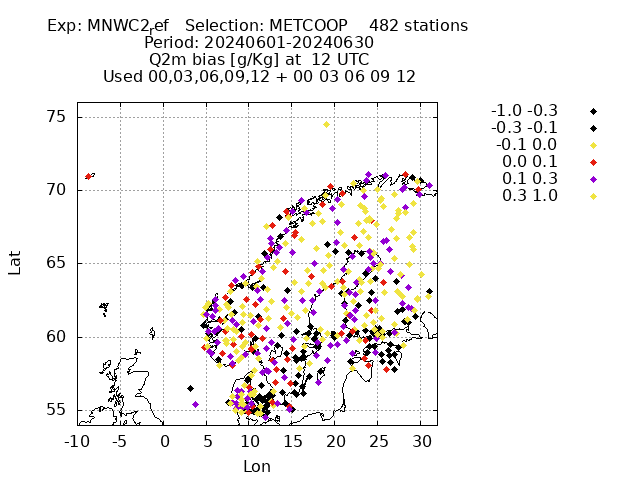 Exp: MNWC2ref Selection: METCOOP 482 stations
Period: 20240601-20240630
Q2m bias [g/Kg] at 12 UTC
Used 00,03,06,09,12 + 00 03 06 09 12
75
70
65
60
55
-10 -5 0 5 10 15 20 25 30
Lat
Lon
-1.0 -0.3
-0.3 -0.1
-0.1 0.0
0.0 0.1
0.1 0.3
0.3 1.0